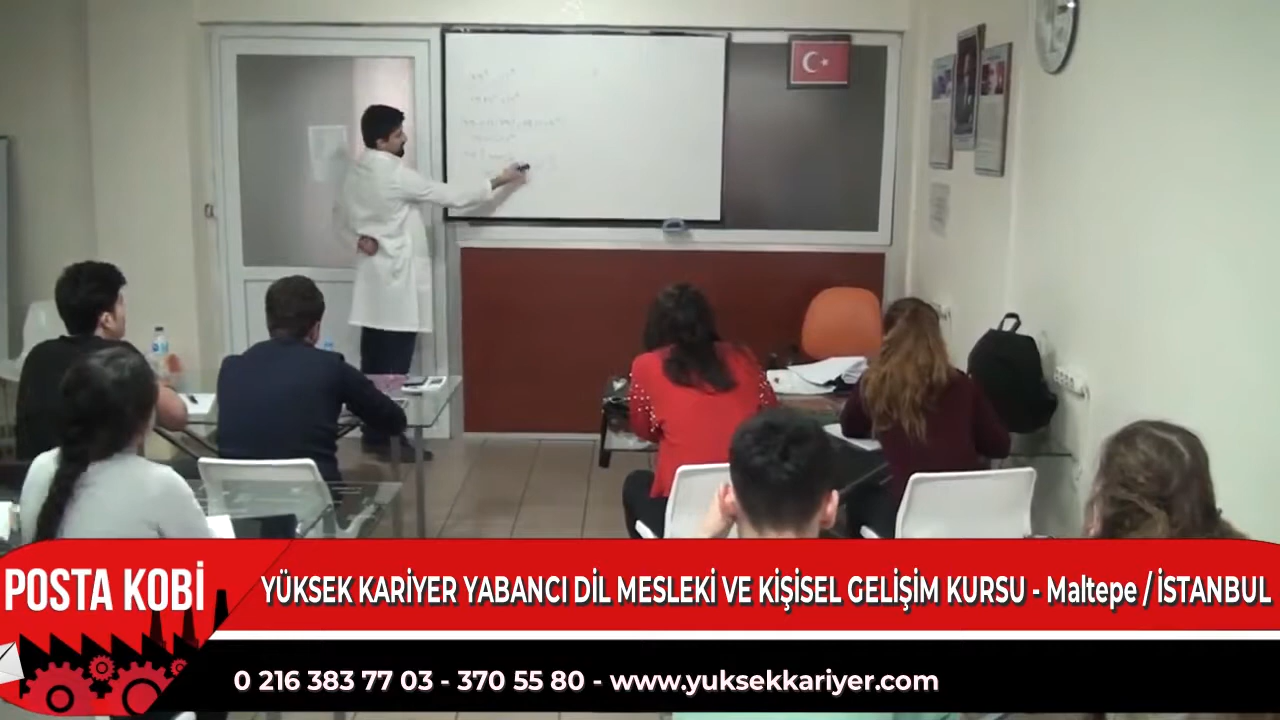 POSTA KOBİ
YÜKSEK KARİYER YABANCI DİL MESLEKİ VE KİŞİSEL GELİŞİM KURSU - Maltepe / İSTANBUL
0 216 383 77 03 - 370 55 80 - www.yuksekkariyer.com